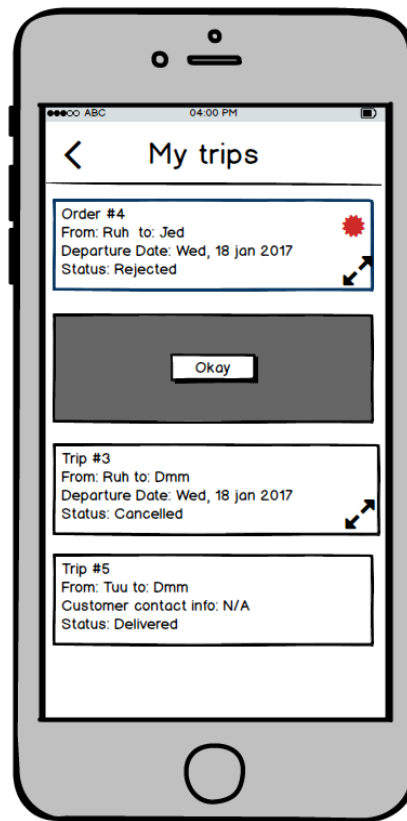 ABC 04:00 PM
My trips
Order #4
From: Ruh to: Jed
Departure Date: Wed, 18 jan 2017
Status: Rejected
Okay
Trip #3
From: Ruh to: Dmm
Departure Date: Wed, 18 jan 2017
Status: Cancelled
Trip #5
From: Tuu to: Dmm
Customer contact info: N/A
Status: Delivered